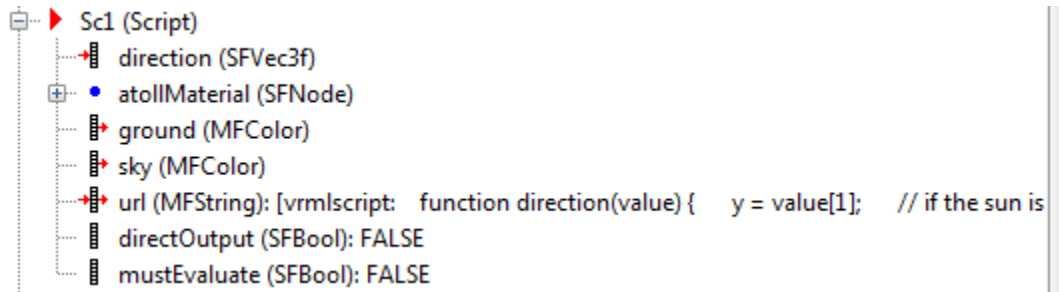 Sc1 (Script)
direction (SFVec3f)
atollMaterial (SFNode)
ground (MFColor)
sky (MFColor)
url (MFString): [vrmlscript:   function direction(value) {     y = value[1];     // if the sun is
directOutput (SFBool): FALSE
mustEvaluate (SFBool): FALSE